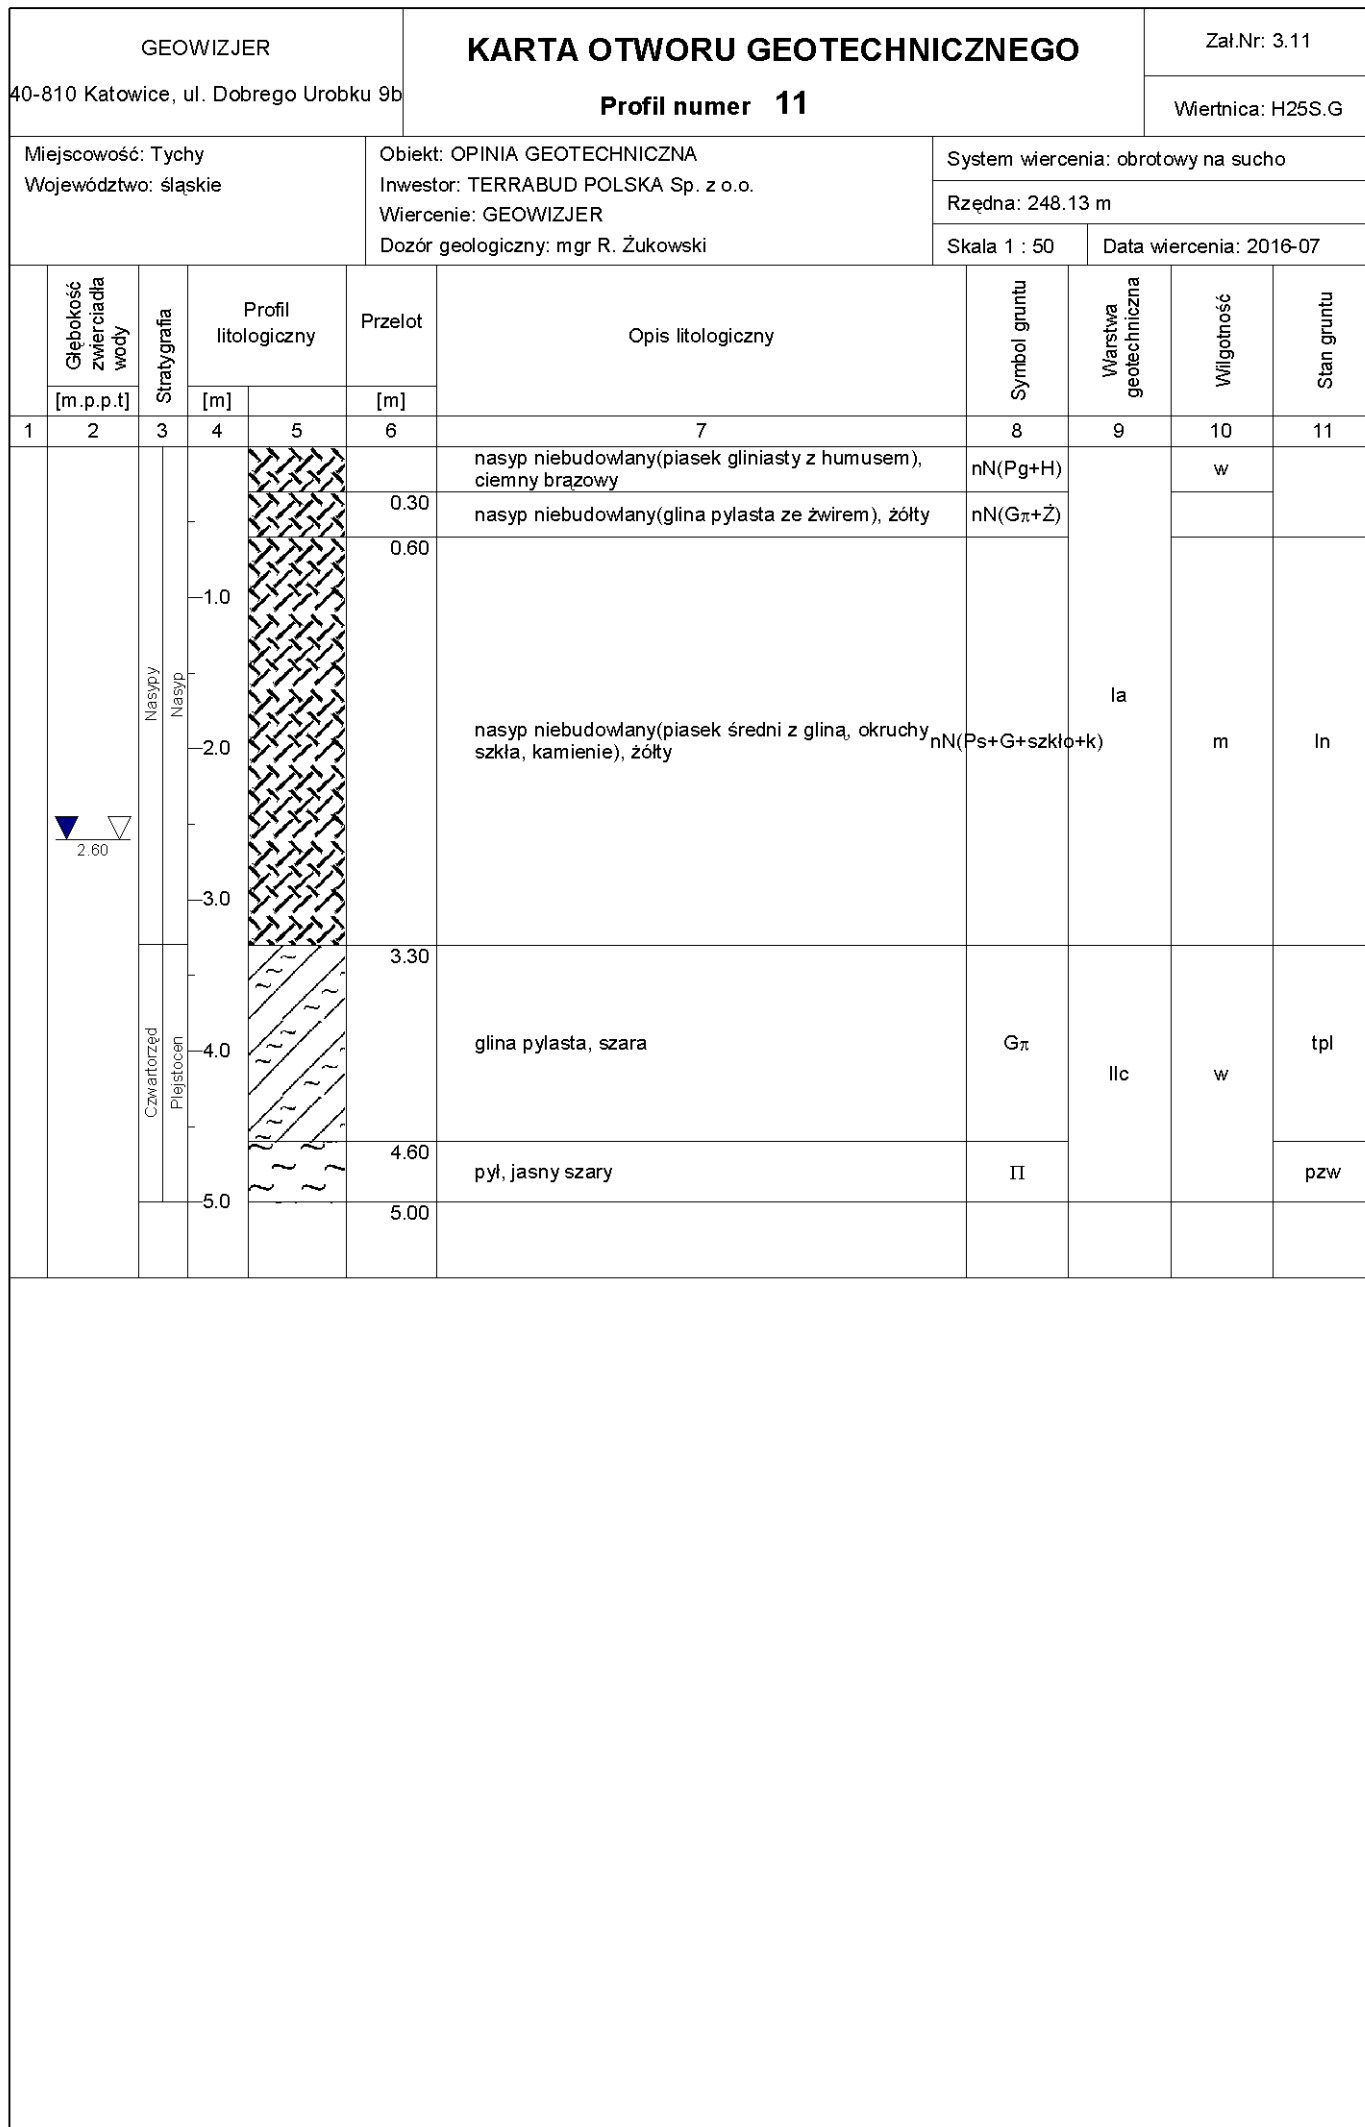 GEOWIZJER
40-810 Katowice, ul. Dobrego Urobku 9b
KARTA OTWORU GEOTECHNICZNEGO
Profil numer 11
Zał.Nr: 3.11
Wiertnica: H25S.G
Miejscowość: Tychy
Województwo: śląskie
Obiekt: OPINIA GEOTECHNICZNA
Inwestor: TERRABUD POLSKA Sp. z o.o.
Wiercenie: GEOWIZJER
Dozór geologiczny: mgr R. Żukowski
System wiercenia: obrotowy na sucho
Rzędna: 248.13 m
Skala 1 : 50
Data wiercenia: 2016-07
Głębokość
zwierciadła
wody
[m.p.p.t]
Stratygrafia
Profil
litologiczny
[m]
Przelot
[m]
Opis litologiczny
Symbol gruntu
Warstwa
geotechniczna
Wilgotność
Stan gruntu
1 2 3 4 5 6 7 8 9 10 11
nasyp niebudowlany(piasek gliniasty z humusem),
ciemny brązowy
nN(Pg+H)
w
0.30
nasyp niebudowlany(glina pylasta ze żwirem), żółty
nN(Gπ+Ż)
0.60
1.0
Nasypy
Nasyp
Ia
2.0
nasyp niebudowlany(piasek średni z gliną, okruchy
szkła, kamienie), żółty
nN(Ps+G+szkło+k)
m
ln
2.60
3.0
3.30
Czwartorzęd
Plejstocen
4.0
glina pylasta, szara
Gπ
tpl
IIc
w
4.60
pył, jasny szary
Π
pzw
5.0
5.00